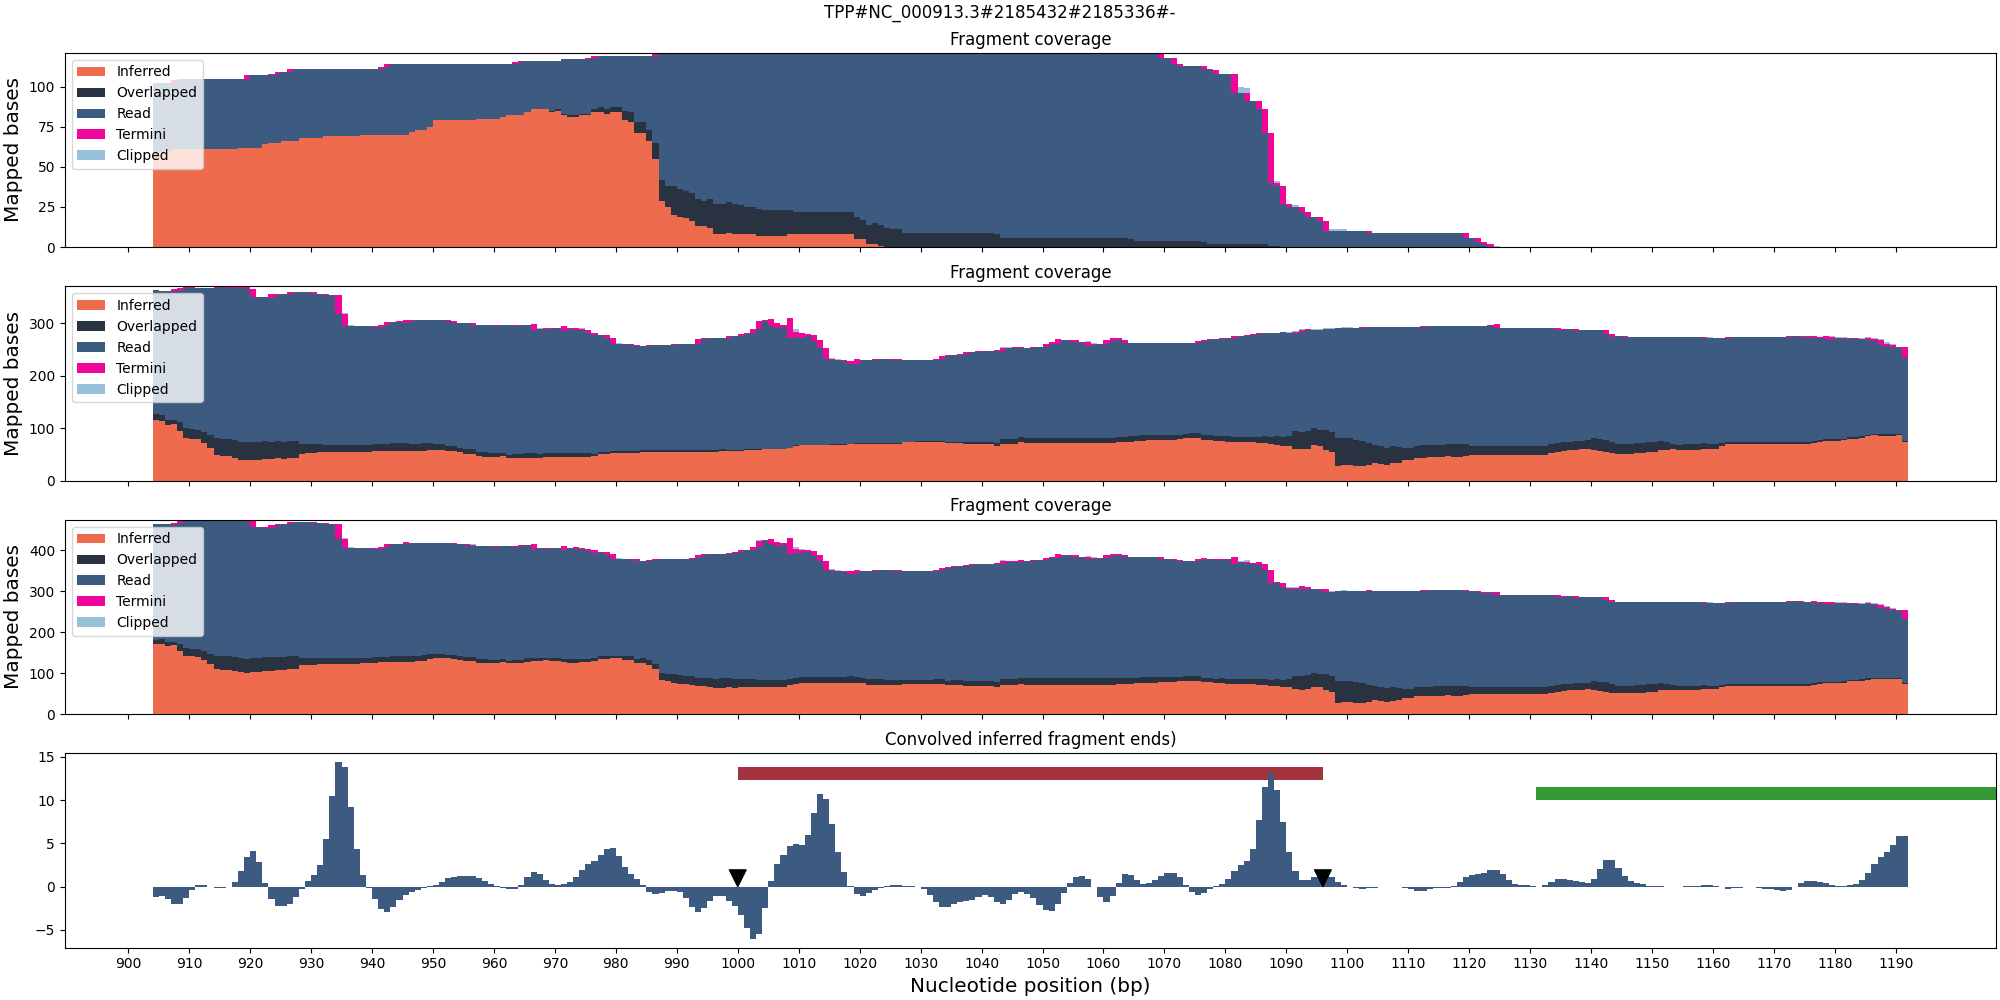 TPP#NC_000913.3#2185432#2185336#-
Fragment coverage
Mapped bases
100
75
50
25
0
Inferred
Overlapped
Read
Termini
Clipped
Fragment coverage
Mapped bases
300
200
100
0
Inferred
Overlapped
Read
Termini
Clipped
Fragment coverage
Mapped bases
400
300
200
100
0
Inferred
Overlapped
Read
Termini
Clipped
Convolved inferred fragment ends)
15
10
5
0
−5
900 910 920 930 940 950 960 970 980 990 1000 1010 1020 1030 1040 1050 1060 1070 1080 1090 1100 1110 1120 1130 1140 1150 1160 1170 1180 1190
Nucleotide position (bp)